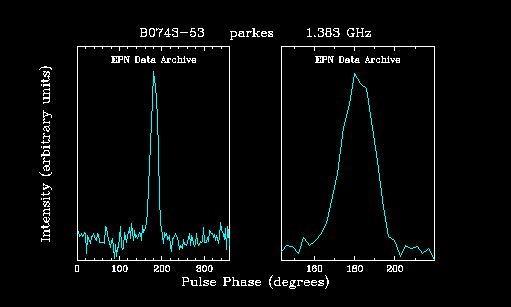 B0743-53 parkes 1.383 GHz
EPN Data Archive EPN Data Archive
Intensity (arbitrary units)
0 100 200 300 160 180 200
Pulse Phase (degrees)